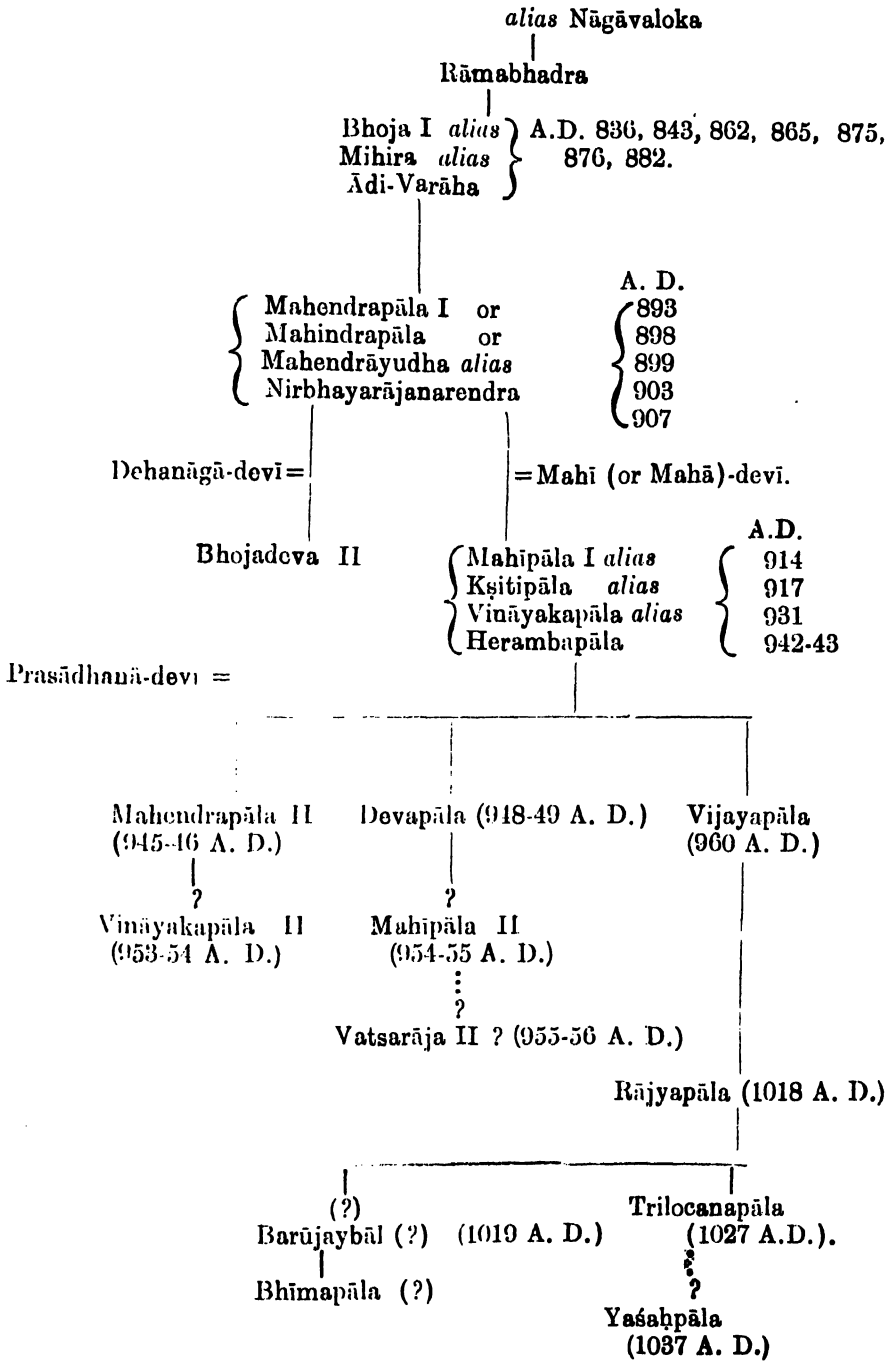 alias Nāgāvaloka
Rāmabhadra
Bhoja I alias } A.D. 836, 843, 862, 865, 875,
Mihira alias 876, 882.
Ādi-Varāha
A. D.
Mahendrapāla I or 893
Mahindrapāla or 898
Mahendrāyudha alias 899
Nirbhayarājanarendra 903
907
Dehanāgā-devī= =Mahī (or Mahā)-devī.
A.D.
Bhojadeva II Mahīpāla I alias 914
Kṣitipāla alias 917
Vināyakapāla alias 931
Herambapāla 942-43
Prasādhanā-devī =
Mahendrapāla II Devapāla (948-49 A. D.) Vijayapāla
(945-46 A. D.) (960 A. D.)
? ?
Vināyakapāla II Mahīpāla II
(953-54 A. D.) (954-55 A. D.)
?
Vatsarāja II ? (955-56 A. D.)
Rājyapāla (1018 A. D.)
(?) Trilocanapāla
Barūjaybāl (?) (1019 A. D.) (1027 A.D.).
Bhīmapāla (?) ?
Yaśaḥpāla
(1037 A. D.)